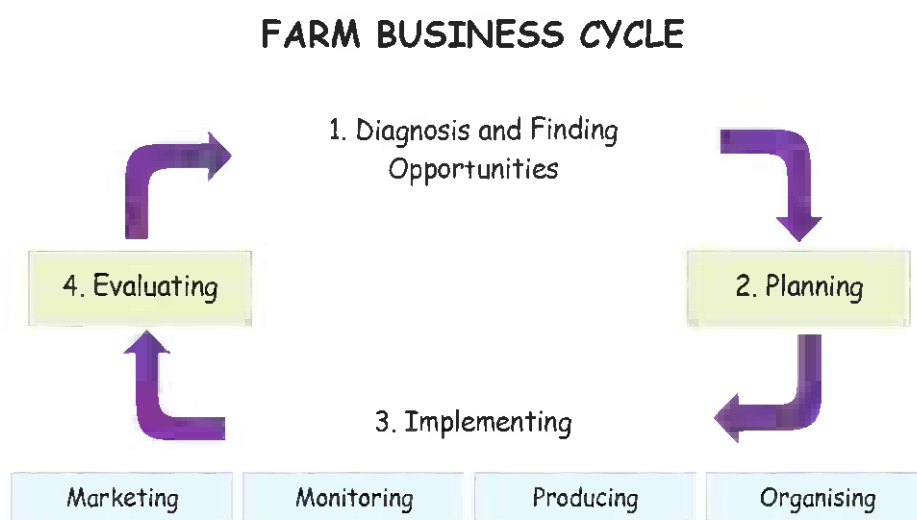 FARM BUSINESS CYCLE
1. Diagnosis and Finding
Opportunities
4. Evaluating
2. Planning
3. Implementing
Marketing
Monitoring
Producing
Organising